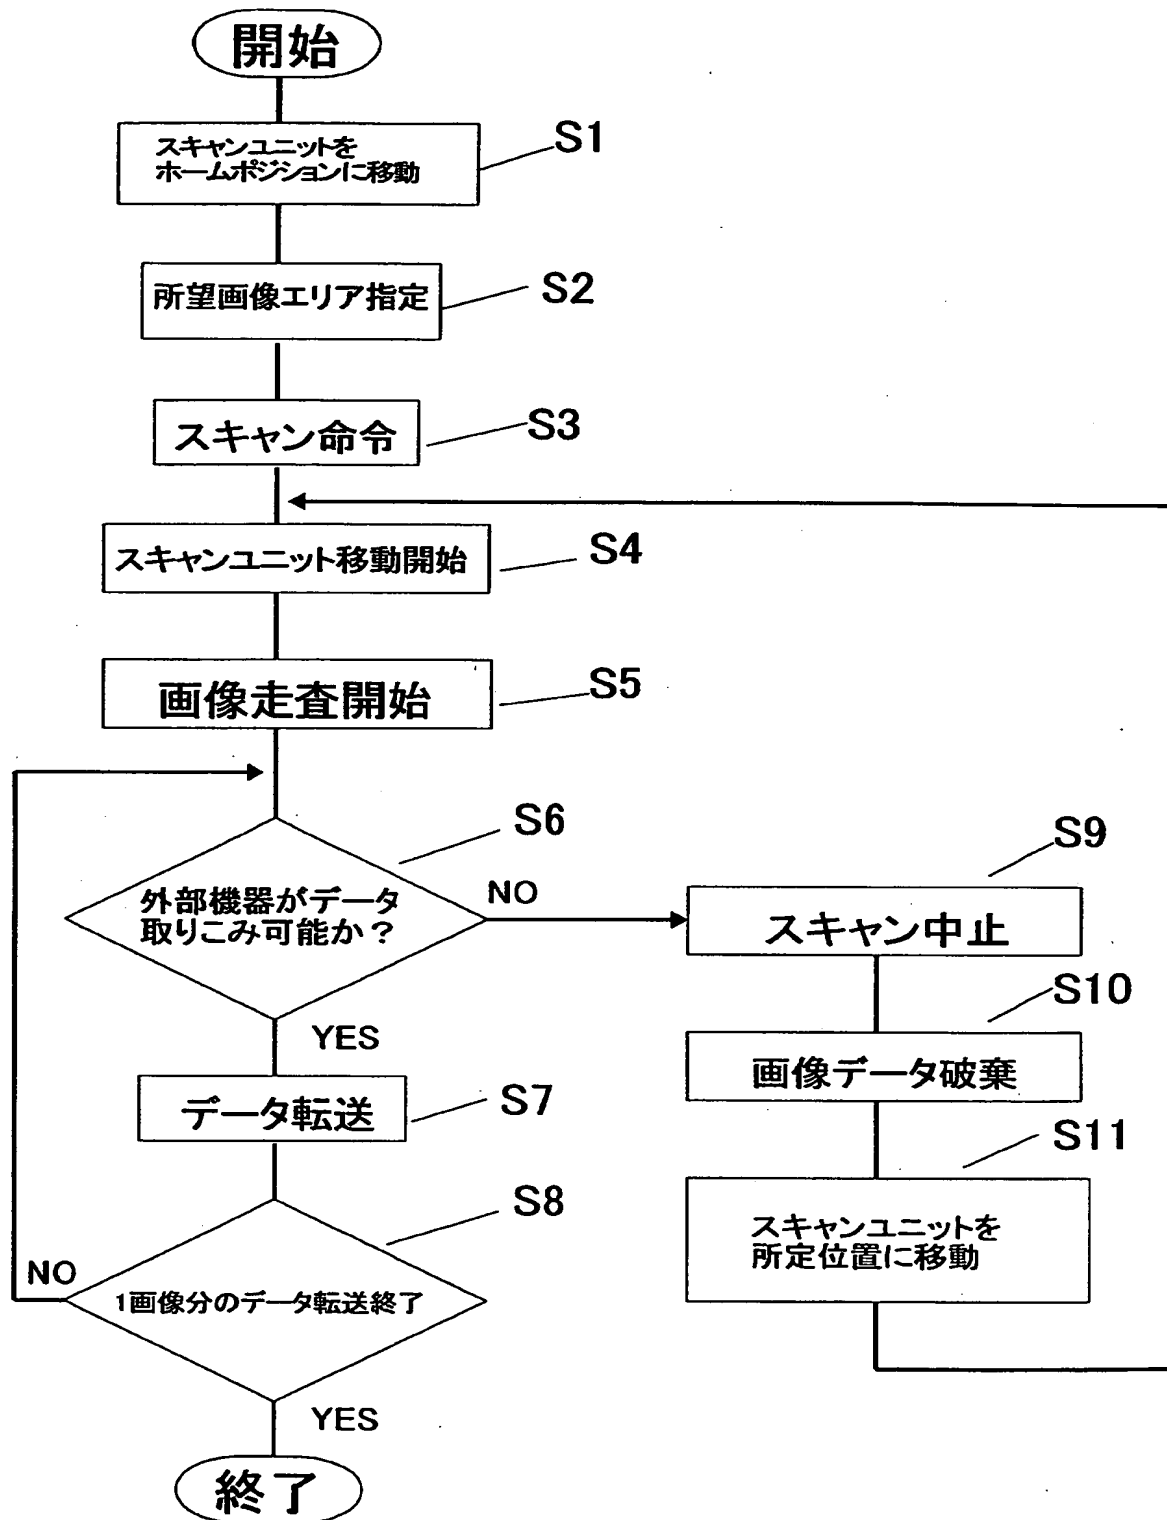 開始
スキャンユニットを
ホームポジションに移動
S1
所望画像エリア指定
S2
スキャン命令
S3
スキャンユニット移動開始
S4
画像走査開始
S5
外部機器がデータ
取りこみ可能か？
S6
NO
YES
データ転送
S7
1画像分のデータ転送終了
S8
NO
YES
終了
スキャン中止
S9
画像データ破棄
S10
スキャンユニットを
所定位置に移動
S11